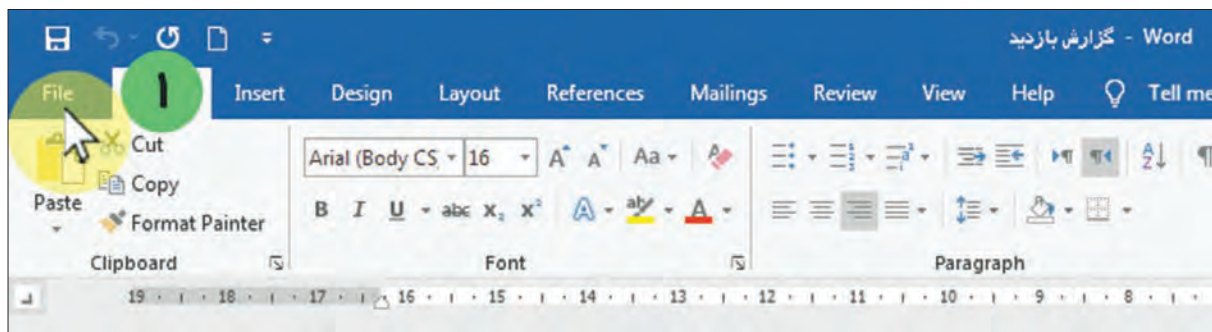 گزارش بازدید - Word
File ۱ Insert Design Layout References Mailings Review View Help Tell me
Cut
Copy
Paste
Format Painter
Arial (Body CS 16 A A Aa
B I U abc X₂ X² A aby A
Clipboard Font Paragraph
19 18 17 16 15 14 13 12 11 10 9 8